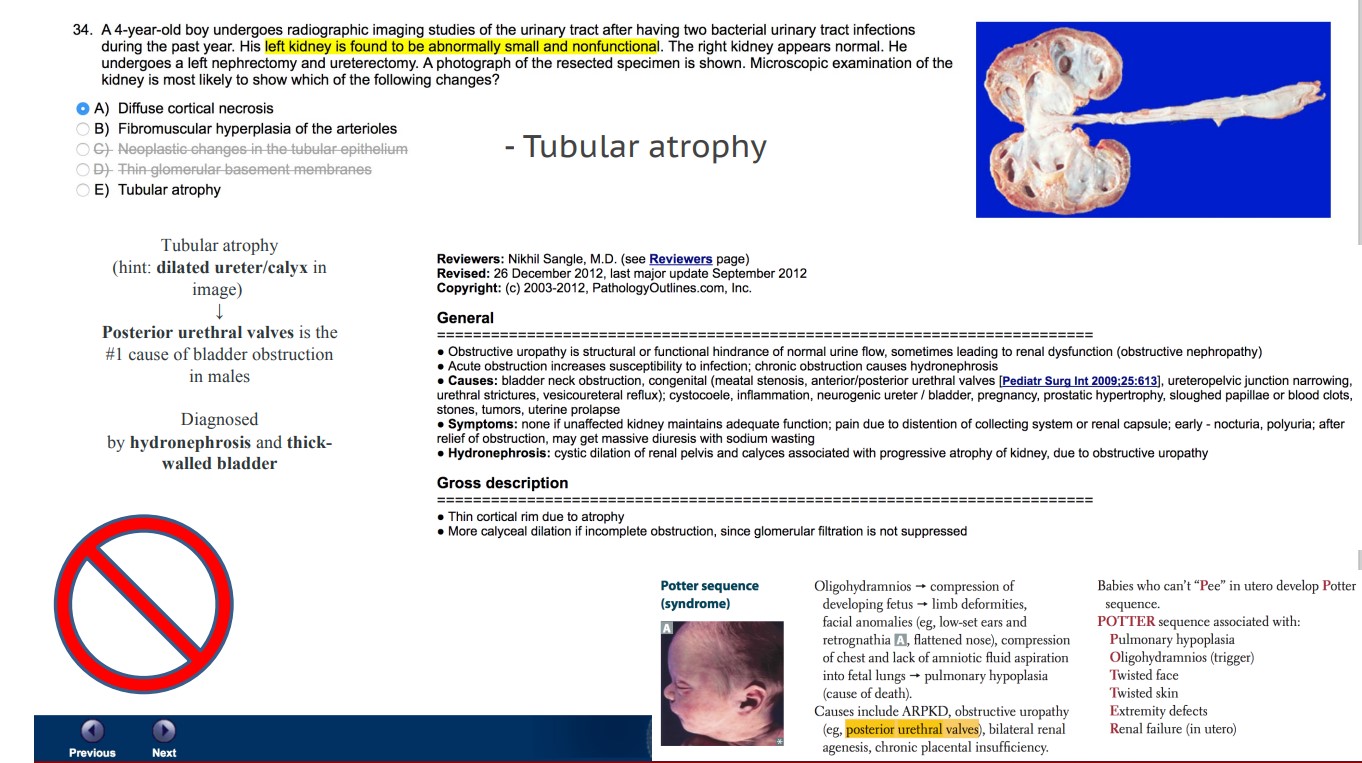 34. A 4-year-old boy undergoes radiographic imaging studies of the urinary tract after having two bacterial urinary tract infections
during the past year. His left kidney is found to be abnormally small and nonfunctional. The right kidney appears normal. He
undergoes a left nephrectomy and ureterectomy. A photograph of the resected specimen is shown. Microscopic examination of the
kidney is most likely to show which of the following changes?
A) Diffuse cortical necrosis
B) Fibromuscular hyperplasia of the arterioles
C) Neoplastic changes in the tubular epithelium
D) Thin glomerular basement membranes
E) Tubular atrophy
- Tubular atrophy
Tubular atrophy
(hint: dilated ureter/calyx in
image)
↓
Posterior urethral valves is the
#1 cause of bladder obstruction
in males
Diagnosed
by hydronephrosis and thick-
walled bladder
Reviewers: Nikhil Sangle, M.D. (see Reviewers page)
Revised: 26 December 2012, last major update September 2012
Copyright: (c) 2003-2012, PathologyOutlines.com, Inc.
General
=========================================================================
● Obstructive uropathy is structural or functional hindrance of normal urine flow, sometimes leading to renal dysfunction (obstructive nephropathy)
● Acute obstruction increases susceptibility to infection; chronic obstruction causes hydronephrosis
● Causes: bladder neck obstruction, congenital (meatal stenosis, anterior/posterior urethral valves [Pediatr Surg Int 2009;25:613], ureteropelvic junction narrowing,
urethral strictures, vesicoureteral reflux); cystocoele, inflammation, neurogenic ureter / bladder, pregnancy, prostatic hypertrophy, sloughed papillae or blood clots,
stones, tumors, uterine prolapse
● Symptoms: none if unaffected kidney maintains adequate function; pain due to distention of collecting system or renal capsule; early - nocturia, polyuria; after
relief of obstruction, may get massive diuresis with sodium wasting
● Hydronephrosis: cystic dilation of renal pelvis and calyces associated with progressive atrophy of kidney, due to obstructive uropathy
Gross description
=========================================================================
● Thin cortical rim due to atrophy
● More calyceal dilation if incomplete obstruction, since glomerular filtration is not suppressed
Potter sequence
(syndrome)
A
Oligohydramnios → compression of
developing fetus → limb deformities,
facial anomalies (eg, low-set ears and
retrognathia A, flattened nose), compression
of chest and lack of amniotic fluid aspiration
into fetal lungs → pulmonary hypoplasia
(cause of death).
Causes include ARPKD, obstructive uropathy
(eg, posterior urethral valves), bilateral renal
agenesis, chronic placental insufficiency.
Babies who can't “Pee” in utero develop Potter
sequence.
POTTER sequence associated with:
Pulmonary hypoplasia
Oligohydramnios (trigger)
Twisted face
Twisted skin
Extremity defects
Renal failure (in utero)
Previous
Next